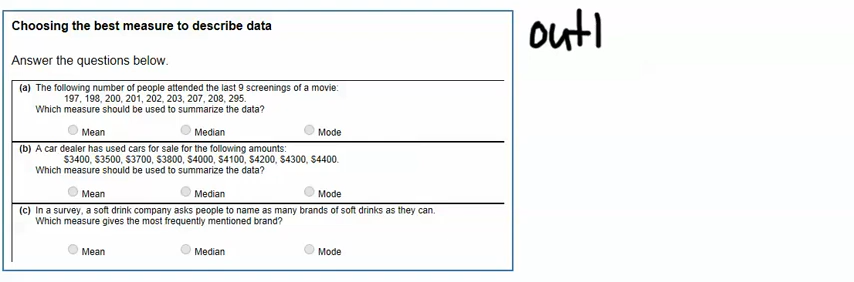 Choosing the best measure to describe data
outl
Answer the questions below.
(a) The following number of people attended the last 9 screenings of a movie:
197, 198, 200, 201, 202, 203, 207, 208, 295.
Which measure should be used to summarize the data?
Mean Median Mode
(b) A car dealer has used cars for sale for the following amounts:
$3400, $3500, $3700, $3800, $4000, $4100, $4200, $4300, $4400.
Which measure should be used to summarize the data?
Mean Median Mode
(c) In a survey, a soft drink company asks people to name as many brands of soft drinks as they can.
Which measure gives the most frequently mentioned brand?
Mean Median Mode